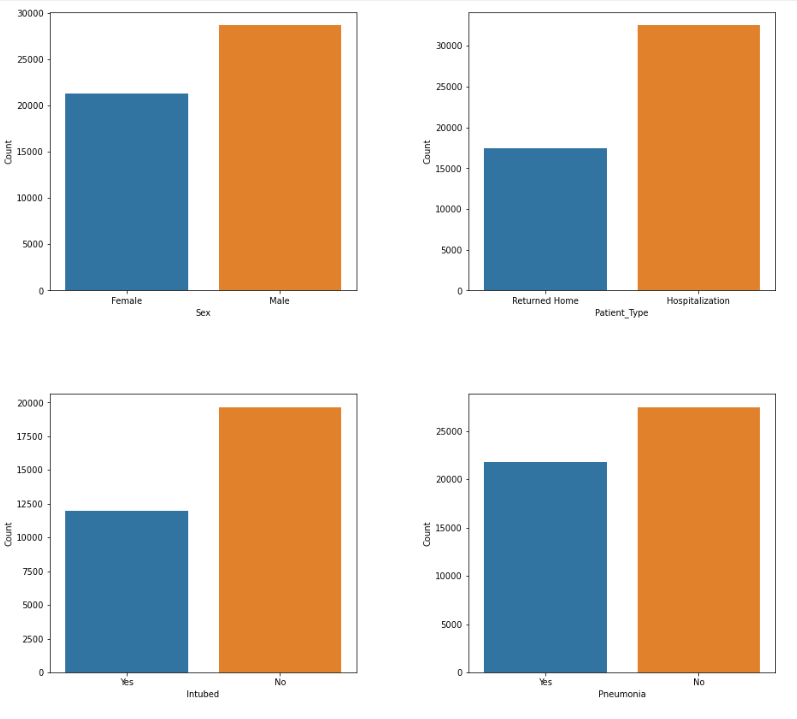 30000
25000
20000
15000
10000
5000
0
Count
Female Male
Sex
30000
25000
20000
15000
10000
5000
0
Count
Returned Home Hospitalization
Patient_Type
20000
17500
15000
12500
10000
7500
5000
2500
0
Count
Yes No
Intubed
25000
20000
15000
10000
5000
0
Count
Yes No
Pneumonia